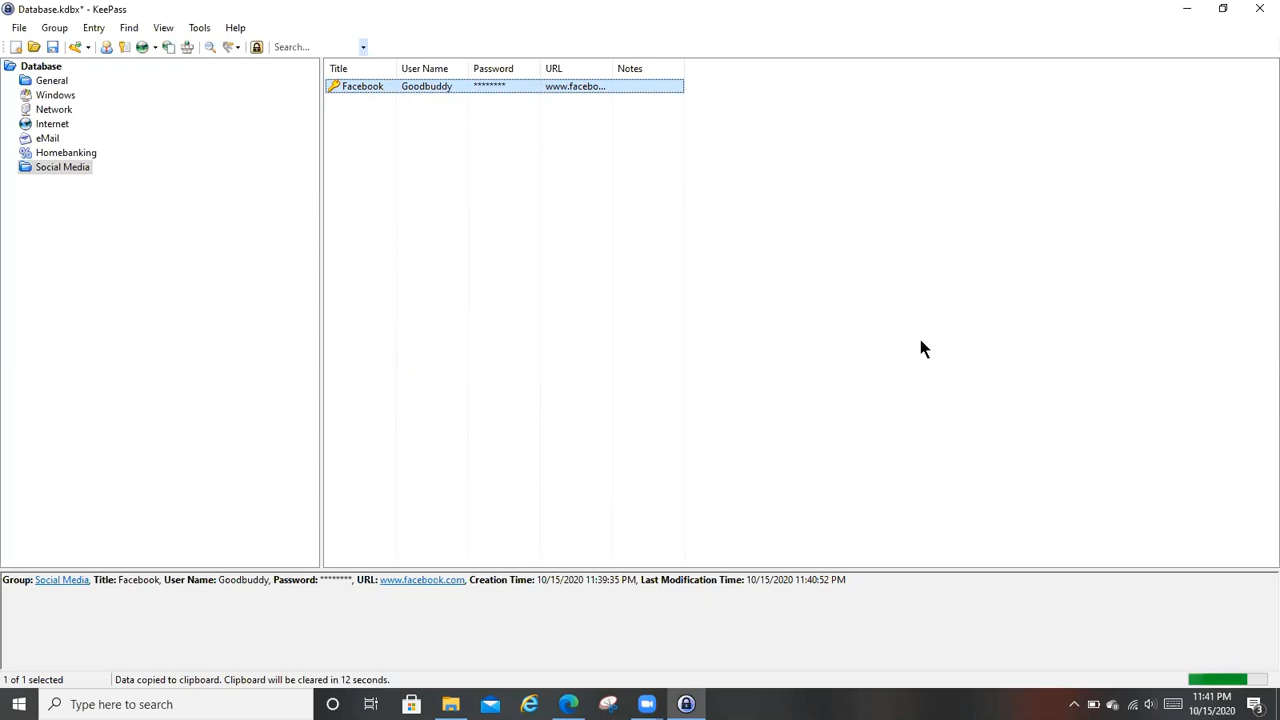 Database.kdbx* - KeePass
File Group Entry Find View Tools Help
Search...
Database
General
Windows
Network
Internet
eMail
Homebanking
Social Media
Title User Name Password URL Notes
Facebook Goodbuddy ******** www.facebo...
Group: Social Media, Title: Facebook, User Name: Goodbuddy, Password: ********, URL: www.facebook.com, Creation Time: 10/15/2020 11:39:35 PM, Last Modification Time: 10/15/2020 11:40:52 PM
1 of 1 selected Data copied to clipboard. Clipboard will be cleared in 12 seconds.
Type here to search
11:41 PM
10/15/2020
3